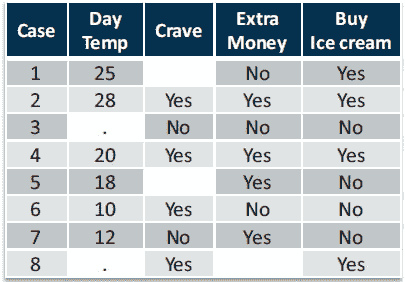 Case Day Temp Crave Extra Money Buy Ice cream
1 25 No Yes
2 28 Yes Yes Yes
3 . No No No
4 20 Yes Yes Yes
5 18 Yes No
6 10 Yes No No
7 12 No Yes No
8 . Yes Yes